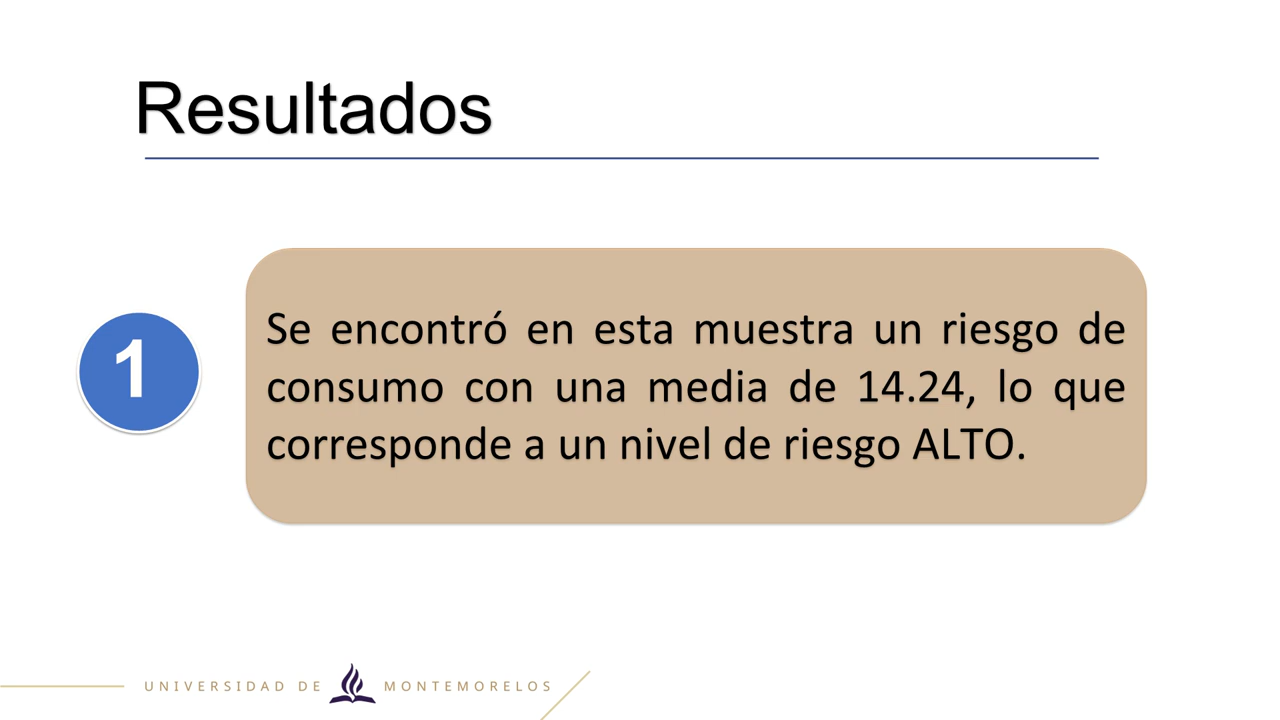 Resultados
1
Se encontró en esta muestra un riesgo de
consumo con una media de 14.24, lo que
corresponde a un nivel de riesgo ALTO.
UNIVERSIDAD DE MONTEMORELOS